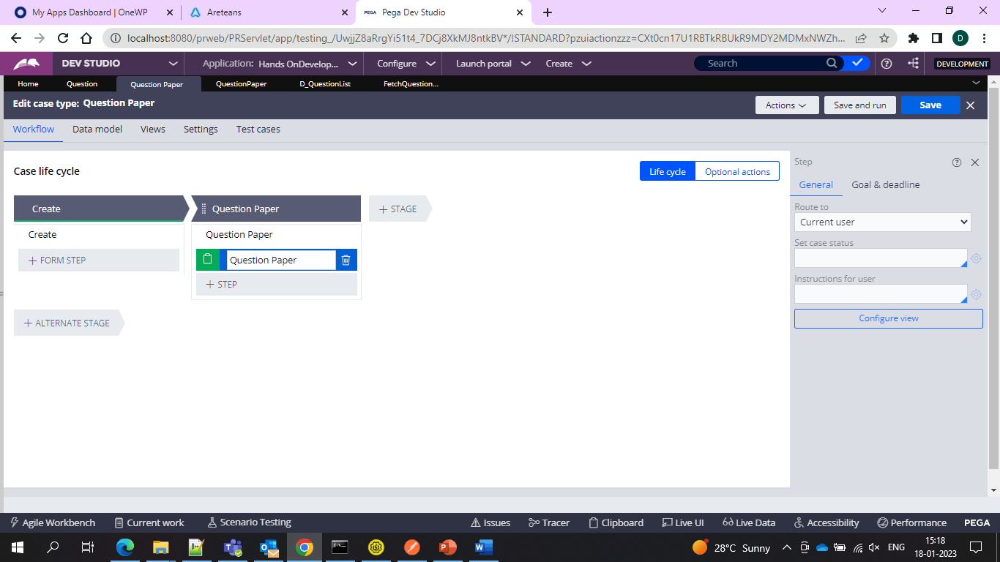 My Apps Dashboard | OneWP
Areteans
PEGA Pega Dev Studio
localhost:8080/prweb/PRServlet/app/testing_/UwjjZ8aRrgYi51t4_7DCj8XkMJ8ntkBV*/!STANDARD?pzuiactionzzz=CXt0cn17U1RBTkRBUkR9MDY2MDMxNWZh...
D
DEV STUDIO
Application: Hands OnDevelop...
Configure
Launch portal
Create
Search
DEVELOPMENT
Home
Question
Question Paper
QuestionPaper
D_QuestionList
FetchQuestion...
Edit case type: Question Paper
Actions
Save and run
Save
Workflow
Data model
Views
Settings
Test cases
Case life cycle
Life cycle
Optional actions
Create
Question Paper
+ STAGE
Create
+ FORM STEP
Question Paper
Question Paper
+ STEP
+ ALTERNATE STAGE
Step
General
Goal & deadline
Route to
Current user
Set case status
Instructions for user
Configure view
Agile Workbench
Current work
Scenario Testing
Issues
Tracer
Clipboard
Live UI
Live Data
Accessibility
Performance
PEGA
28°C Sunny
ENG
15:18
18-01-2023